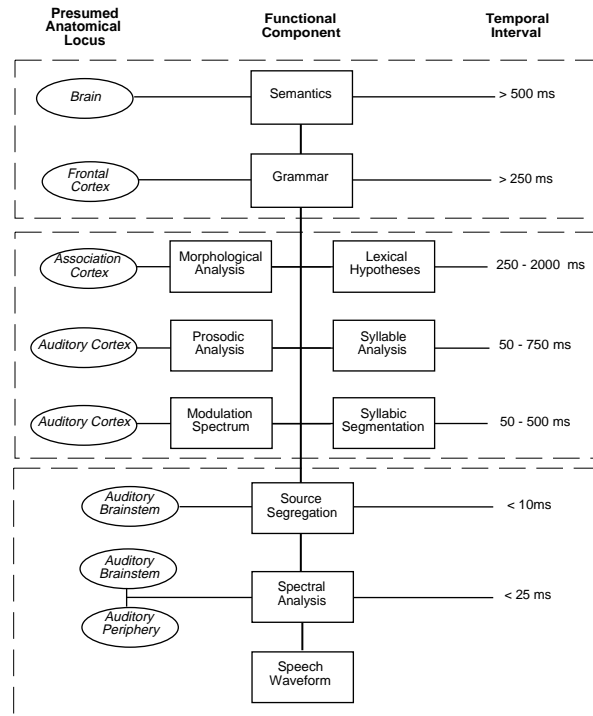 Presumed
Anatomical
Locus
Functional
Component
Temporal
Interval
Brain
Semantics
> 500 ms
Frontal
Cortex
Grammar
> 250 ms
Association
Cortex
Morphological
Analysis
Lexical
Hypotheses
250 - 2000 ms
Auditory Cortex
Prosodic
Analysis
Syllable
Analysis
50 - 750 ms
Auditory Cortex
Modulation
Spectrum
Syllabic
Segmentation
50 - 500 ms
Auditory
Brainstem
Source
Segregation
< 10ms
Auditory
Brainstem
Auditory
Periphery
Spectral
Analysis
< 25 ms
Speech
Waveform